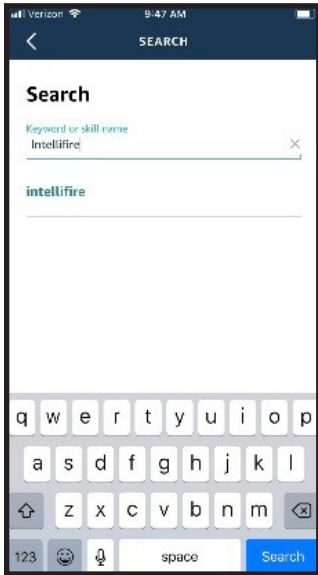 Verizon 9:47 AM
SEARCH
Search
Keyword or skill name
Intellifire
intellifire
q w e r t y u i o p
a s d f g h j k l
z x c v b n m
123 space Search